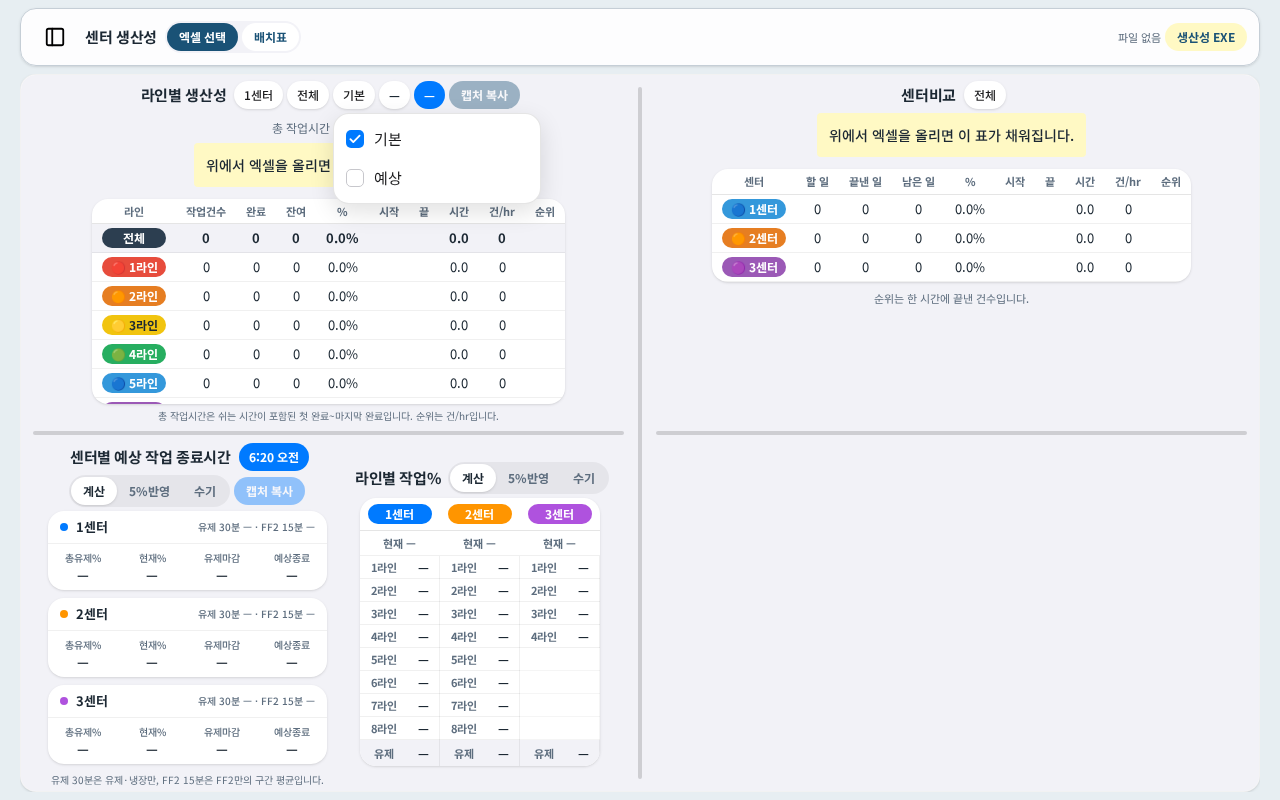 센터 생산성 엑셀 선택 배치표 파일 없음 생산성 EXE
라인별 생산성 1센터 전체 기본 — — 캡처 복사
총 작업시간
기본
예상
위에서 엑셀을 올리면
라인 작업건수 완료 잔여 % 시작 끝 시간 건/hr 순위
전체 0 0 0 0.0% 0.0 0
1라인 0 0 0 0.0% 0.0 0
2라인 0 0 0 0.0% 0.0 0
3라인 0 0 0 0.0% 0.0 0
4라인 0 0 0 0.0% 0.0 0
5라인 0 0 0 0.0% 0.0 0
총 작업시간은 쉬는 시간이 포함된 첫 완료~마지막 완료입니다. 순위는 건/hr입니다.
센터비교 전체
위에서 엑셀을 올리면 이 표가 채워집니다.
센터 할 일 끝낸 일 남은 일 % 시작 끝 시간 건/hr 순위
1센터 0 0 0 0.0% 0.0 0
2센터 0 0 0 0.0% 0.0 0
3센터 0 0 0 0.0% 0.0 0
순위는 한 시간에 끝낸 건수입니다.
센터별 예상 작업 종료시간 6:20 오전
계산 5%반영 수기 캡처 복사
1센터 유제 30분 — · FF2 15분 —
총유제% 현재% 유제마감 예상종료
— — — —
2센터 유제 30분 — · FF2 15분 —
총유제% 현재% 유제마감 예상종료
— — — —
3센터 유제 30분 — · FF2 15분 —
총유제% 현재% 유제마감 예상종료
— — — —
유제 30분은 유제·냉장만, FF2 15분은 FF2만의 구간 평균입니다.
라인별 작업% 계산 5%반영 수기
1센터 2센터 3센터
현재 — 현재 — 현재 —
1라인 — 1라인 — 1라인 —
2라인 — 2라인 — 2라인 —
3라인 — 3라인 — 3라인 —
4라인 — 4라인 — 4라인 —
5라인 — 5라인 —
6라인 — 6라인 —
7라인 — 7라인 —
8라인 — 8라인 —
유제 — 유제 — 유제 —